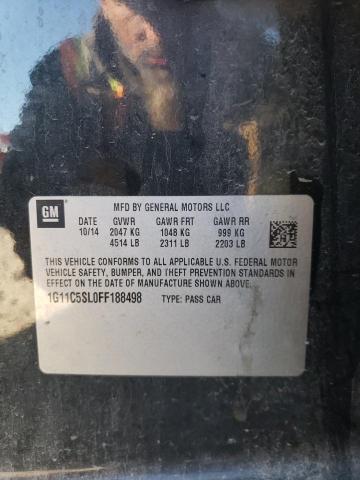 GM
MFD BY GENERAL MOTORS LLC
DATE GVWR GAWR FRT GAWR RR
10/14 2047 KG 1048 KG 999 KG
4514 LB 2311 LB 2203 LB
THIS VEHICLE CONFORMS TO ALL APPLICABLE U.S. FEDERAL MOTOR
VEHICLE SAFETY, BUMPER, AND THEFT PREVENTION STANDARDS IN
EFFECT ON THE DATE OF MANUFACTURE SHOWN ABOVE.
1G11C5SL0FF188498 TYPE: PASS CAR